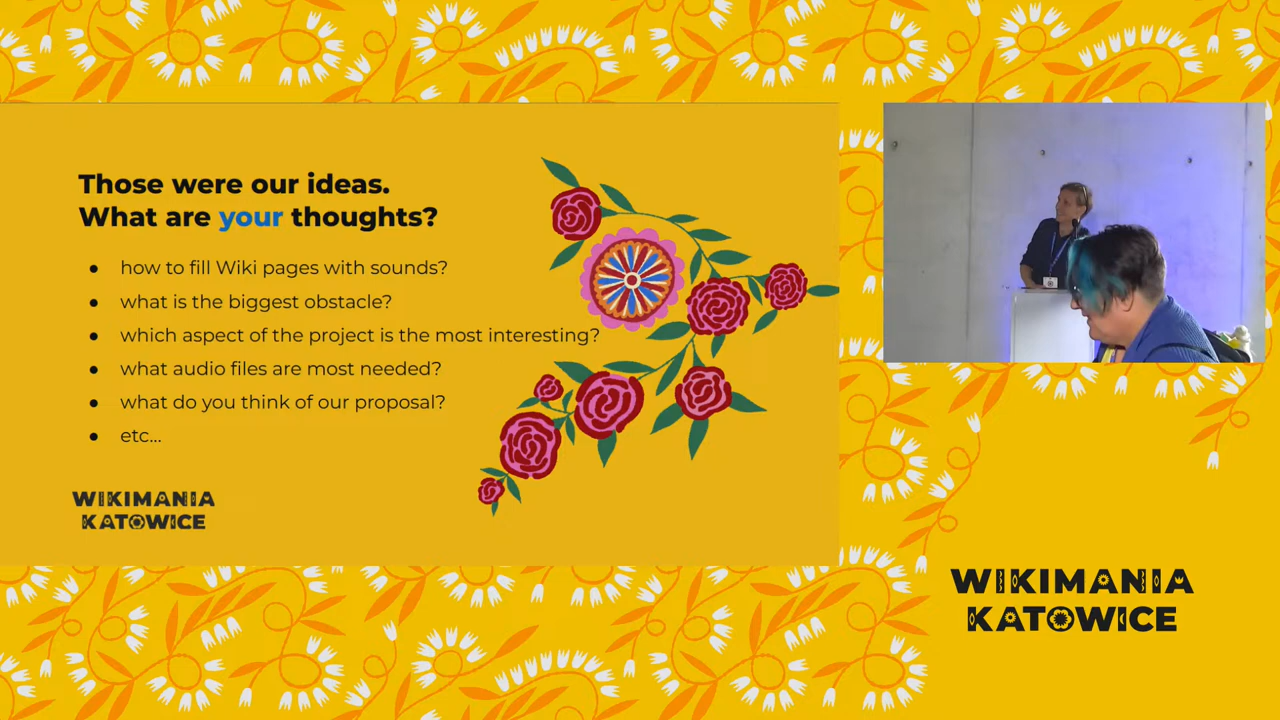 Those were our ideas.
What are your thoughts?
● how to fill Wiki pages with sounds?
● what is the biggest obstacle?
● which aspect of the project is the most interesting?
● what audio files are most needed?
● what do you think of our proposal?
● etc...
WIKIMANIA
KATOWICE
WIKIMANIA
KATOWICE